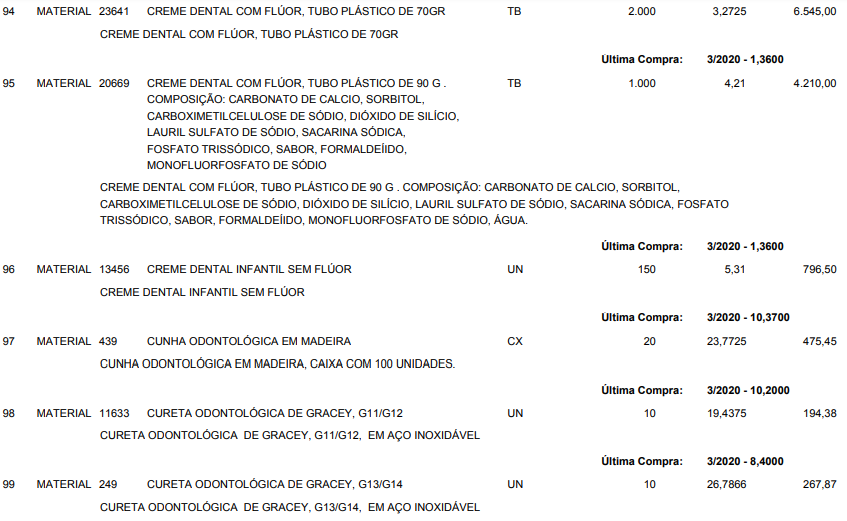 94 MATERIAL 23641 CREME DENTAL COM FLÚOR, TUBO PLÁSTICO DE 70GR TB 2.000 3,2725 6.545,00
CREME DENTAL COM FLÚOR, TUBO PLÁSTICO DE 70GR
Última Compra: 3/2020 - 1,3600
95 MATERIAL 20669 CREME DENTAL COM FLÚOR, TUBO PLÁSTICO DE 90 G . TB 1.000 4,21 4.210,00
COMPOSIÇÃO: CARBONATO DE CALCIO, SORBITOL,
CARBOXIMETILCELULOSE DE SÓDIO, DIÓXIDO DE SILÍCIO,
LAURIL SULFATO DE SÓDIO, SACARINA SÓDICA,
FOSFATO TRISSÓDICO, SABOR, FORMALDEÍIDO,
MONOFLUORFOSFATO DE SÓDIO
CREME DENTAL COM FLÚOR, TUBO PLÁSTICO DE 90 G . COMPOSIÇÃO: CARBONATO DE CALCIO, SORBITOL,
CARBOXIMETILCELULOSE DE SÓDIO, DIÓXIDO DE SILÍCIO, LAURIL SULFATO DE SÓDIO, SACARINA SÓDICA, FOSFATO
TRISSÓDICO, SABOR, FORMALDEÍIDO, MONOFLUORFOSFATO DE SÓDIO, ÁGUA.
Última Compra: 3/2020 - 1,3600
96 MATERIAL 13456 CREME DENTAL INFANTIL SEM FLÚOR UN 150 5,31 796,50
CREME DENTAL INFANTIL SEM FLÚOR
Última Compra: 3/2020 - 10,3700
97 MATERIAL 439 CUNHA ODONTOLÓGICA EM MADEIRA CX 20 23,7725 475,45
CUNHA ODONTOLÓGICA EM MADEIRA, CAIXA COM 100 UNIDADES.
Última Compra: 3/2020 - 10,2000
98 MATERIAL 11633 CURETA ODONTOLÓGICA DE GRACEY, G11/G12 UN 10 19,4375 194,38
CURETA ODONTOLÓGICA DE GRACEY, G11/G12, EM AÇO INOXIDÁVEL
Última Compra: 3/2020 - 8,4000
99 MATERIAL 249 CURETA ODONTOLÓGICA DE GRACEY, G13/G14 UN 10 26,7866 267,87
CURETA ODONTOLÓGICA DE GRACEY, G13/G14, EM AÇO INOXIDÁVEL